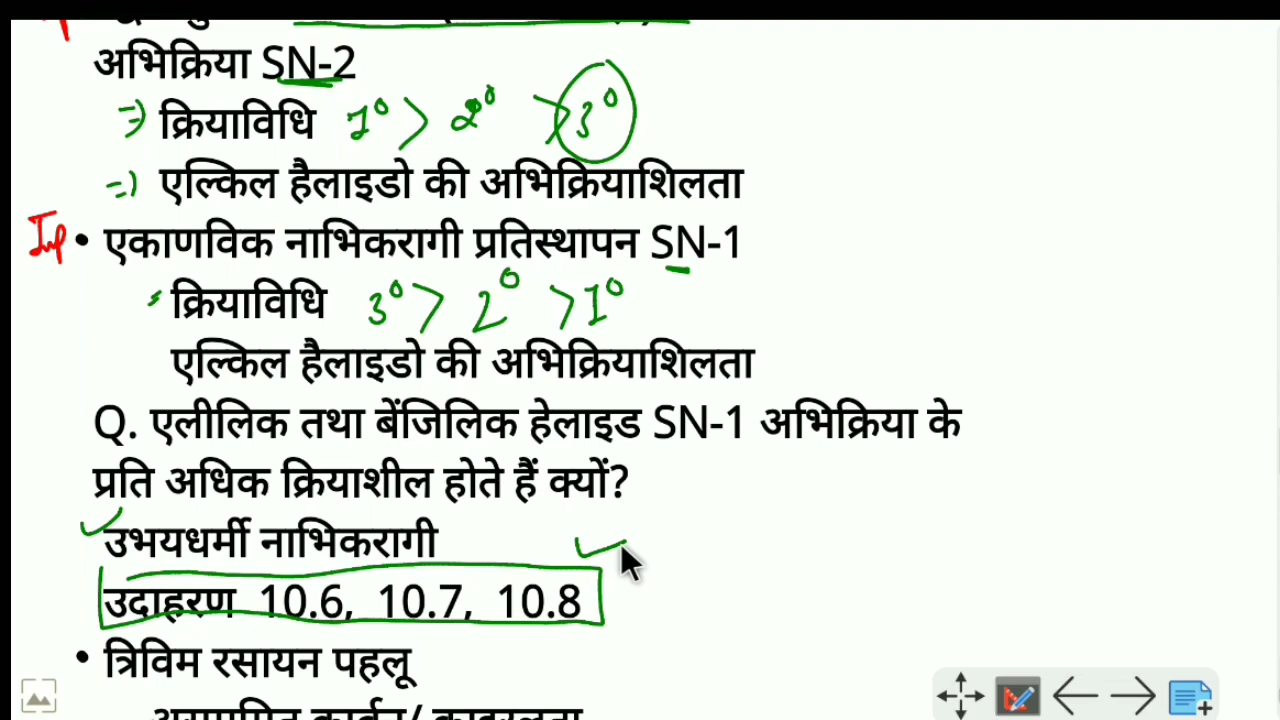 अभिक्रिया SN-2
=) क्रियाविधि 1° > 2° > 3°
=) एल्किल हैलाइडो की अभिक्रियाशिलता
Imp • एकाणविक नाभिकरागी प्रतिस्थापन SN-1
क्रियाविधि 3° > 2° > 1°
एल्किल हैलाइडो की अभिक्रियाशिलता
Q. एलीलिक तथा बेंजिलिक हेलाइड SN-1 अभिक्रिया के
प्रति अधिक क्रियाशील होते हैं क्यों?
उभयधर्मी नाभिकरागी
उदाहरण 10.6, 10.7, 10.8
• त्रिविम रसायन पहलू